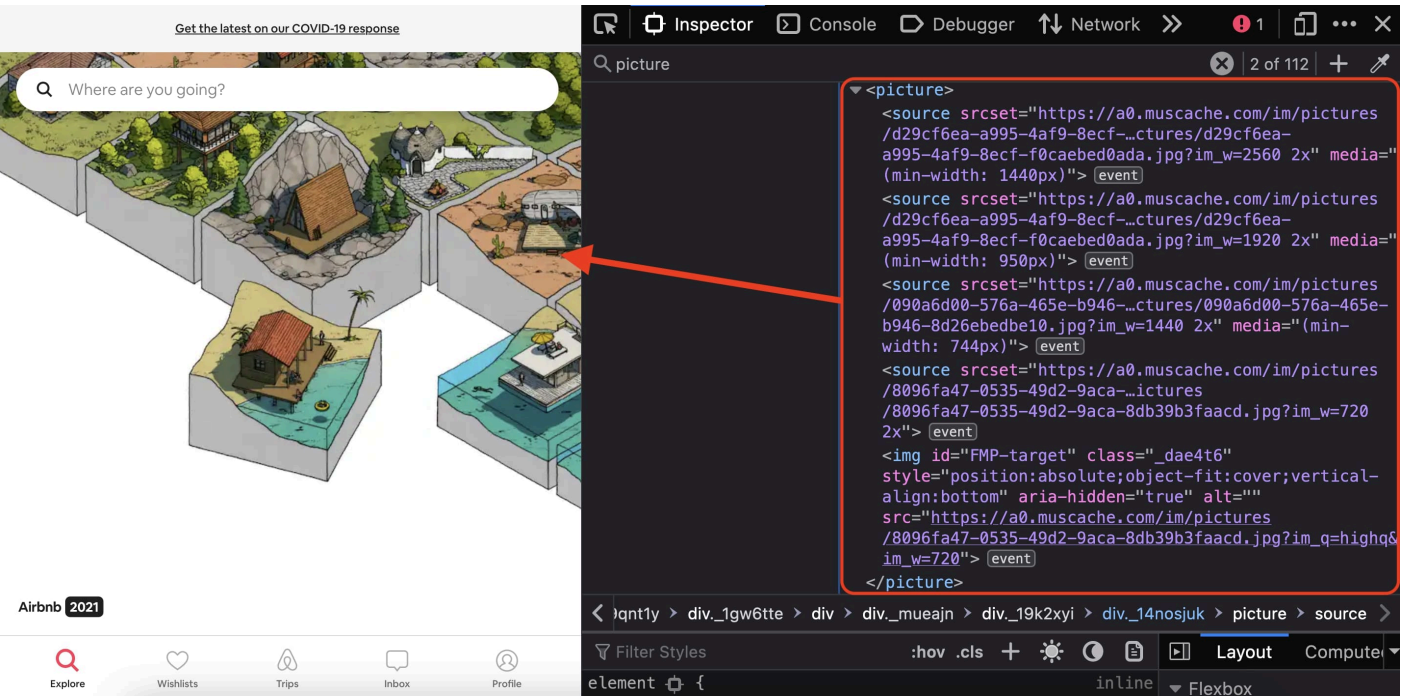 Get the latest on our COVID-19 response
Where are you going?
Airbnb 2021
Explore
Wishlists
Trips
Inbox
Profile
Inspector
Console
Debugger
Network
1
picture
2 of 112
<picture>
<source srcset="https://a0.muscache.com/im/pictures
/d29cf6ea-a995-4af9-8ecf-…ctures/d29cf6ea-
a995-4af9-8ecf-f0caebed0ada.jpg?im_w=2560 2x" media="
(min-width: 1440px)"> event
<source srcset="https://a0.muscache.com/im/pictures
/d29cf6ea-a995-4af9-8ecf-…ctures/d29cf6ea-
a995-4af9-8ecf-f0caebed0ada.jpg?im_w=1920 2x" media="
(min-width: 950px)"> event
<source srcset="https://a0.muscache.com/im/pictures
/090a6d00-576a-465e-b946-…ctures/090a6d00-576a-465e-
b946-8d26ebedbe10.jpg?im_w=1440 2x" media="(min-
width: 744px)"> event
<source srcset="https://a0.muscache.com/im/pictures
/8096fa47-0535-49d2-9aca-…ictures
/8096fa47-0535-49d2-9aca-8db39b3faacd.jpg?im_w=720
2x"> event
<img id="FMP-target" class="_dae4t6"
style="position:absolute;object-fit:cover;vertical-
align:bottom" aria-hidden="true" alt=""
src="https://a0.muscache.com/im/pictures
/8096fa47-0535-49d2-9aca-8db39b3faacd.jpg?im_q=highq&
im_w=720"> event
</picture>
qnt1y > div._1gw6tte > div > div._mueajn > div._19k2xyi > div._14nosjuk > picture > source
Filter Styles
:hov .cls
Layout
Compute
element {
inline
Flexbox